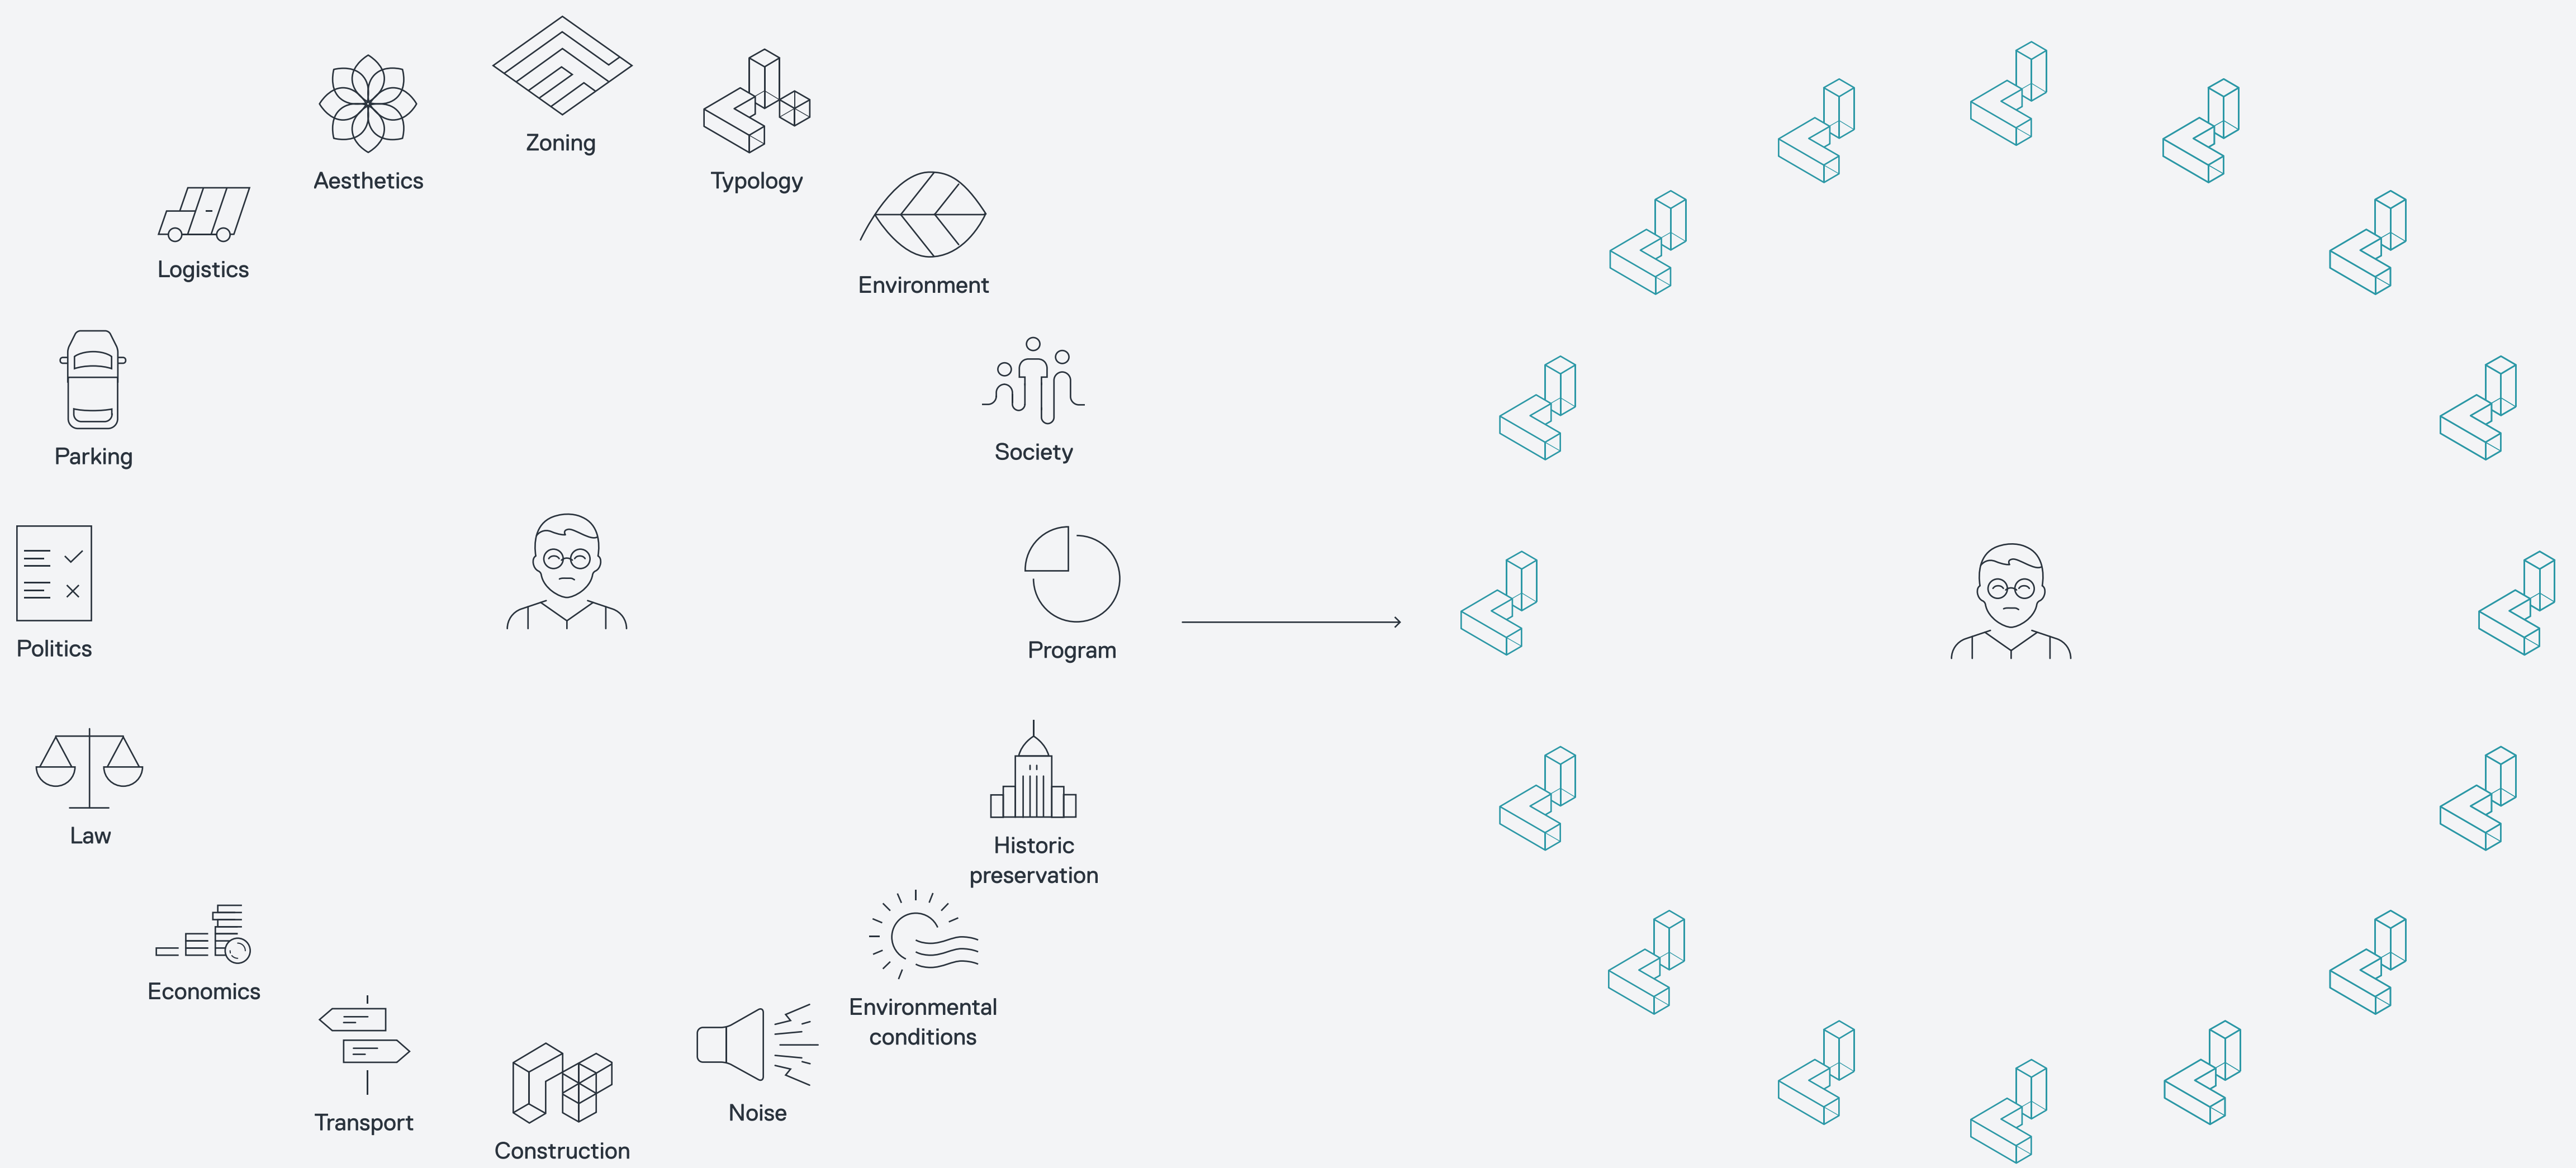 Zoning
Aesthetics
Typology
Logistics
Environment
Parking
Society
Politics
Program
Law
Historic
preservation
Economics
Environmental
conditions
Transport
Noise
Construction